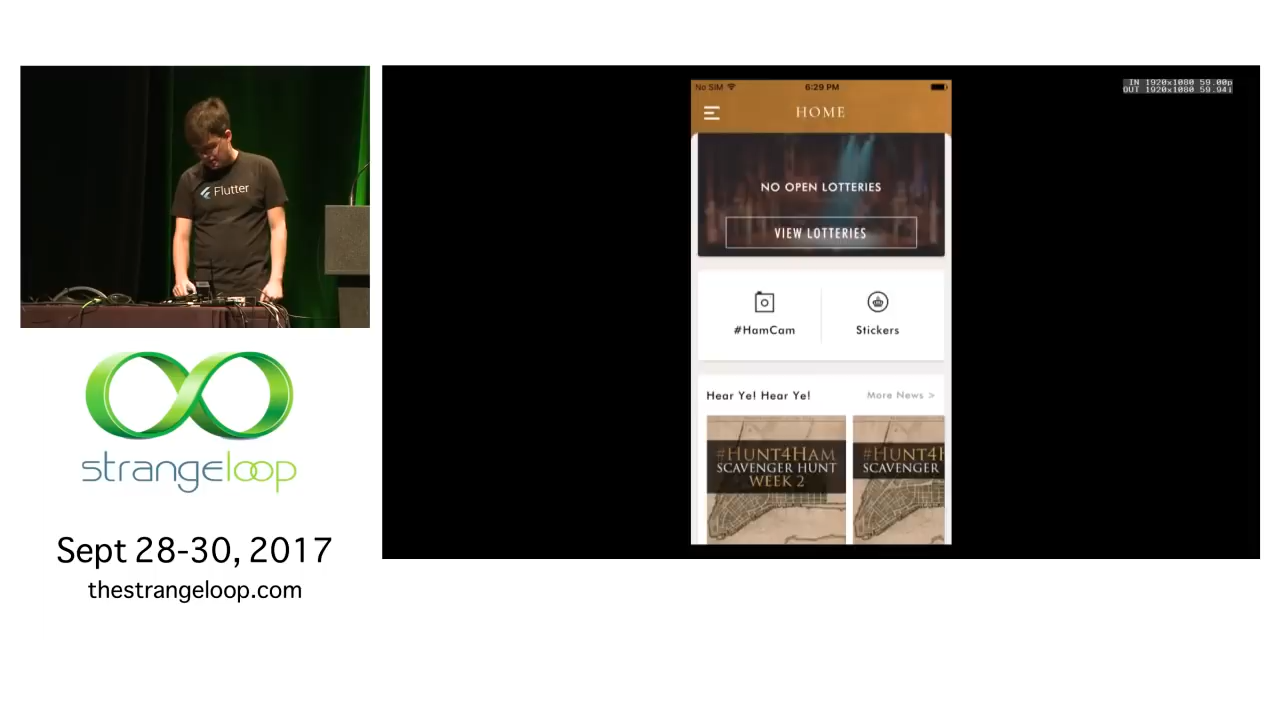 Flutter
strangeloop
Sept 28-30, 2017
thestrangeloop.com
IN 1920x1080 59.00p
OUT 1920x1080 59.94i
No SIM
6:29 PM
HOME
NO OPEN LOTTERIES
VIEW LOTTERIES
#HamCam
Stickers
Hear Ye! Hear Ye!
More News >
#HUNT4HAM
SCAVENGER HUNT
WEEK 2
#HUNT4H
SCAVENGER